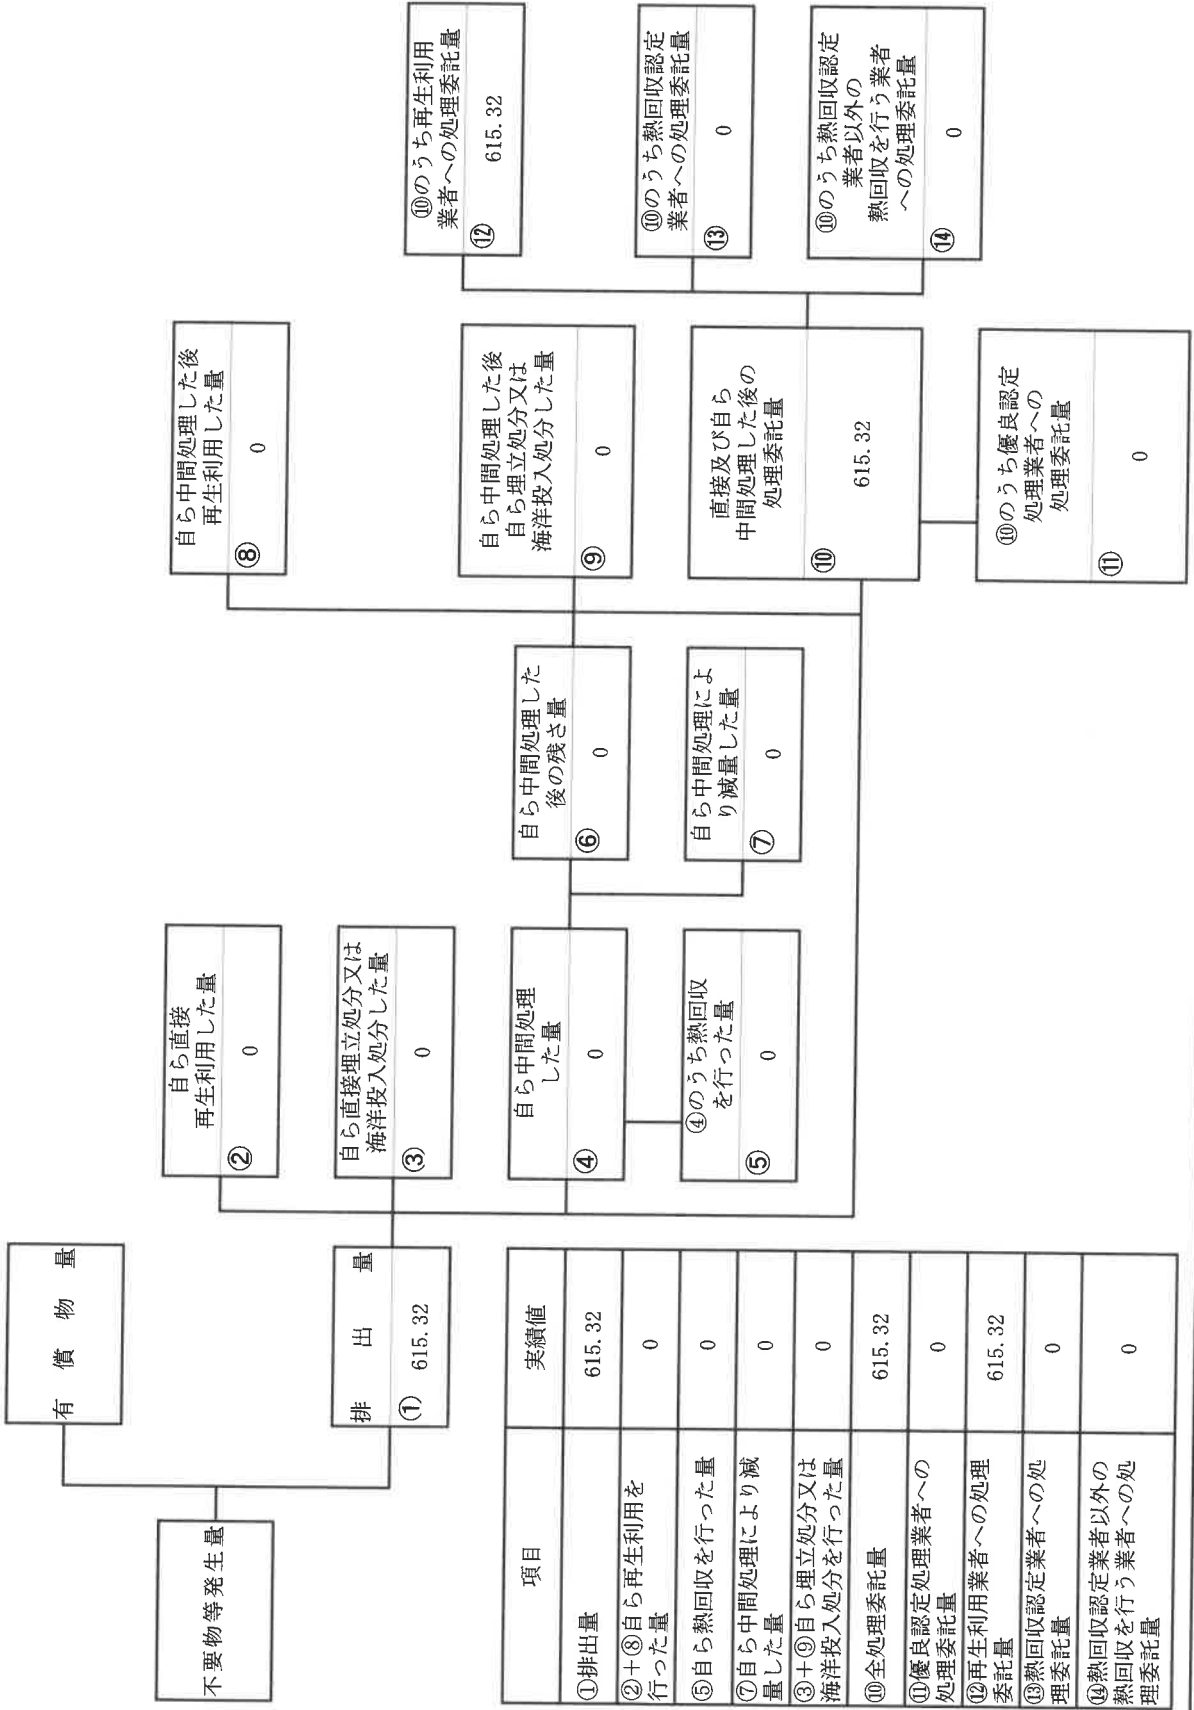 不要物等発生量
有償物量
排出量
① 615.32
自ら直接
再生利用した量
② 0
自ら直接埋立処分又は
海洋投入処分した量
③ 0
自ら中間処理
した量
④ 0
④のうち熱回収
を行った量
⑤ 0
自ら中間処理した
後の残さ量
⑥ 0
自ら中間処理によ
り減量した量
⑦ 0
自ら中間処理した後
再生利用した量
⑧ 0
自ら中間処理した後
自ら埋立処分又は
海洋投入処分した量
⑨ 0
直接及び自ら
中間処理した後の
処理委託量
⑩ 615.32
⑩のうち優良認定
処理業者への
処理委託量
⑪ 0
⑩のうち再生利用
業者への処理委託量
⑫ 615.32
⑩のうち熱回収認定
業者への処理委託量
⑬ 0
⑩のうち熱回収認定
業者以外の
熱回収を行う業者
への処理委託量
⑭ 0
項目 実績値
①排出量 615.32
②+⑧自ら再生利用を
行った量 0
⑤自ら熱回収を行った量 0
⑦自ら中間処理により減
量した量 0
③+⑨自ら埋立処分又は
海洋投入処分を行った量 0
⑩全処理委託量 615.32
⑪優良認定処理業者への
処理委託量 0
⑫再生利用業者への処理
委託量 615.32
⑬熱回収認定業者への処
理委託量 0
⑭熱回収認定業者以外の
熱回収を行う業者への処
理委託量 0